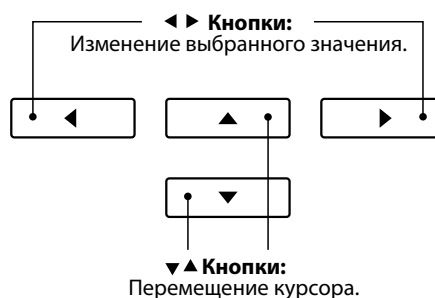 ◀ ▶ Кнопки:
Изменение выбранного значения.
◀ ▲ ▶
▼
▼▲Кнопки:
Перемещение курсора.